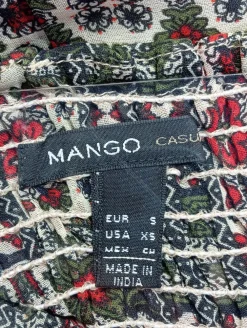 MANGO CASU
EUR S
USA XS
MEX CH
MADE IN
INDIA